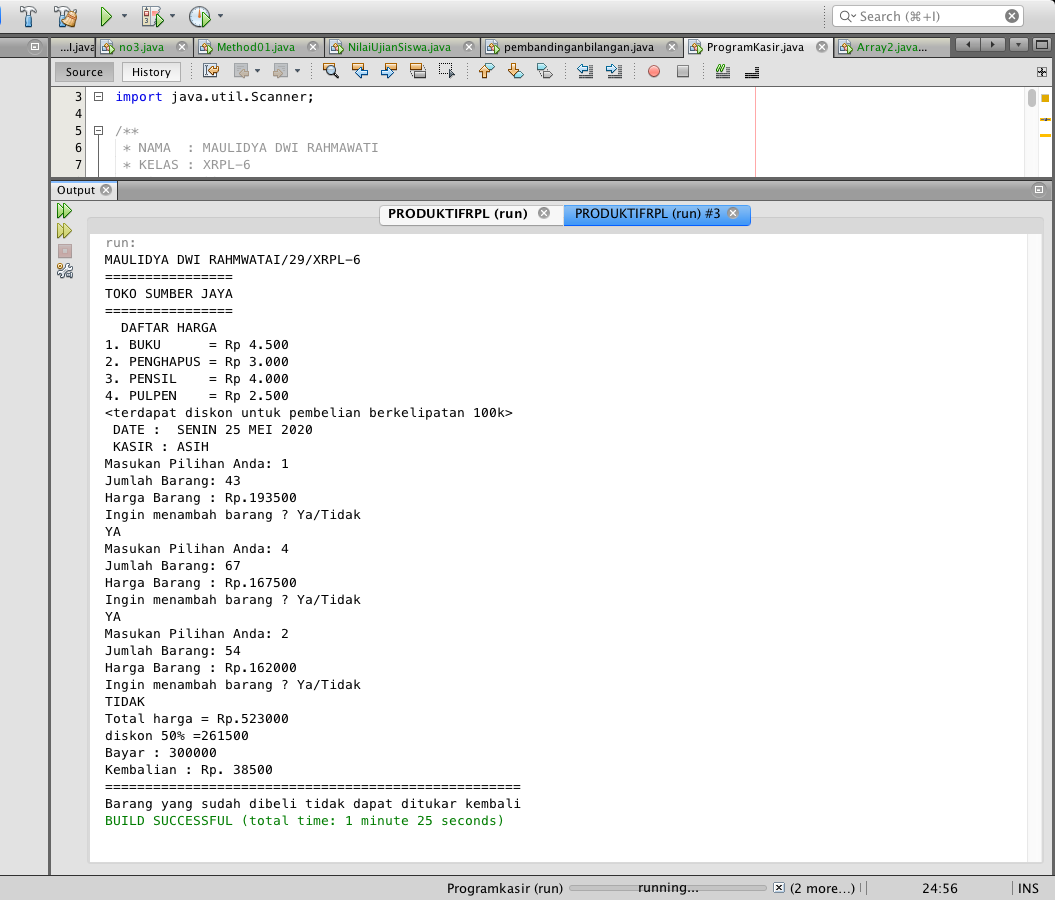 Search (⌘+I)
...l.java no3.java Method01.java NilaiUjianSiswa.java pembandinganbilangan.java ProgramKasir.java Array2.java...
Source History
3 import java.util.Scanner;
4
5 /**
6 * NAMA  : MAULIDYA DWI RAHMAWATI
7 * KELAS : XRPL-6
Output
PRODUKTIFRPL (run) PRODUKTIFRPL (run) #3
run:
MAULIDYA DWI RAHMWATAI/29/XRPL-6
================
TOKO SUMBER JAYA
================
DAFTAR HARGA
1. BUKU      = Rp 4.500
2. PENGHAPUS = Rp 3.000
3. PENSIL    = Rp 4.000
4. PULPEN    = Rp 2.500
<terdapat diskon untuk pembelian berkelipatan 100k>
DATE :  SENIN 25 MEI 2020
KASIR : ASIH
Masukan Pilihan Anda: 1
Jumlah Barang: 43
Harga Barang : Rp.193500
Ingin menambah barang ? Ya/Tidak
YA
Masukan Pilihan Anda: 4
Jumlah Barang: 67
Harga Barang : Rp.167500
Ingin menambah barang ? Ya/Tidak
YA
Masukan Pilihan Anda: 2
Jumlah Barang: 54
Harga Barang : Rp.162000
Ingin menambah barang ? Ya/Tidak
TIDAK
Total harga = Rp.523000
diskon 50% =261500
Bayar : 300000
Kembalian : Rp. 38500
====================================================
Barang yang sudah dibeli tidak dapat ditukar kembali
BUILD SUCCESSFUL (total time: 1 minute 25 seconds)
Programkasir (run) running... (2 more...) 24:56 INS